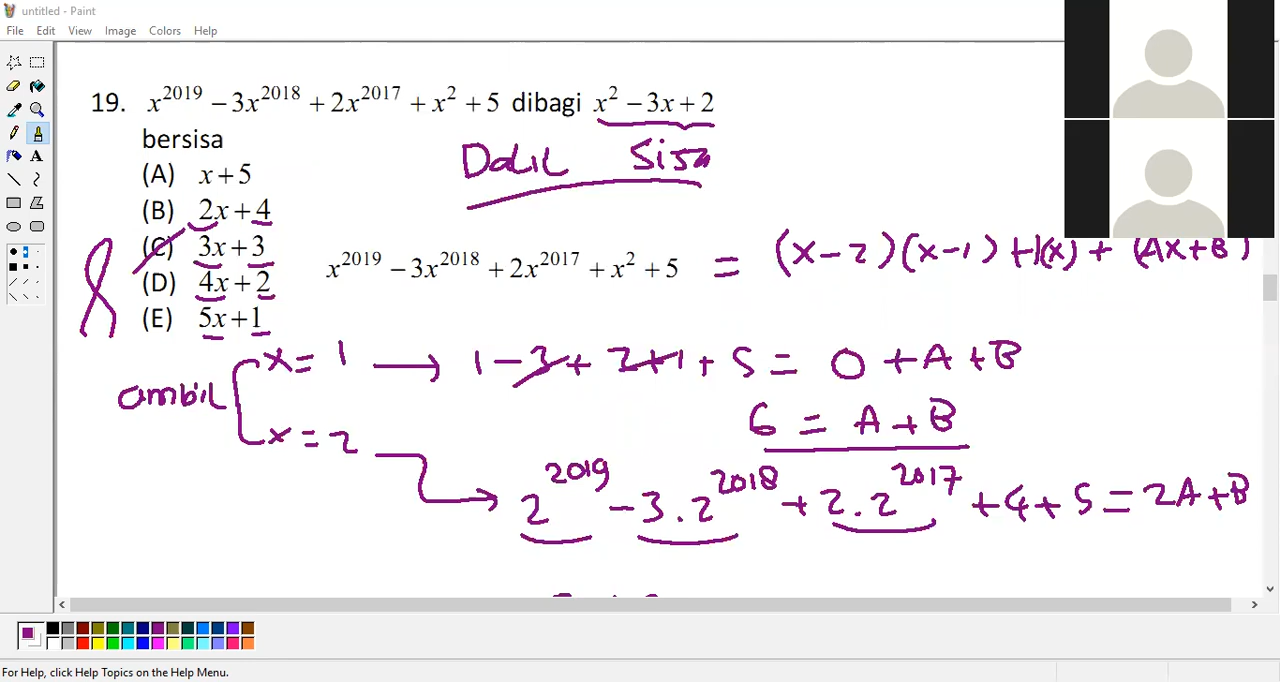 untitled - Paint
File Edit View Image Colors Help
19. x^2019 − 3x^2018 + 2x^2017 + x^2 + 5 dibagi x^2 − 3x + 2
bersisa
Dalil Sisa
(A) x + 5
(B) 2x + 4
(C) 3x + 3
(D) 4x + 2
(E) 5x + 1
x^2019 − 3x^2018 + 2x^2017 + x^2 + 5 = (x − 2)(x − 1) H(x) + (Ax + B)
ambil
x = 1 → 1 − 3 + 2 + 1 + 5 = 0 + A + B
6 = A + B
x = 2 → 2^2019 − 3 . 2^2018 + 2 . 2^2017 + 4 + 5 = 2A + B
For Help, click Help Topics on the Help Menu.